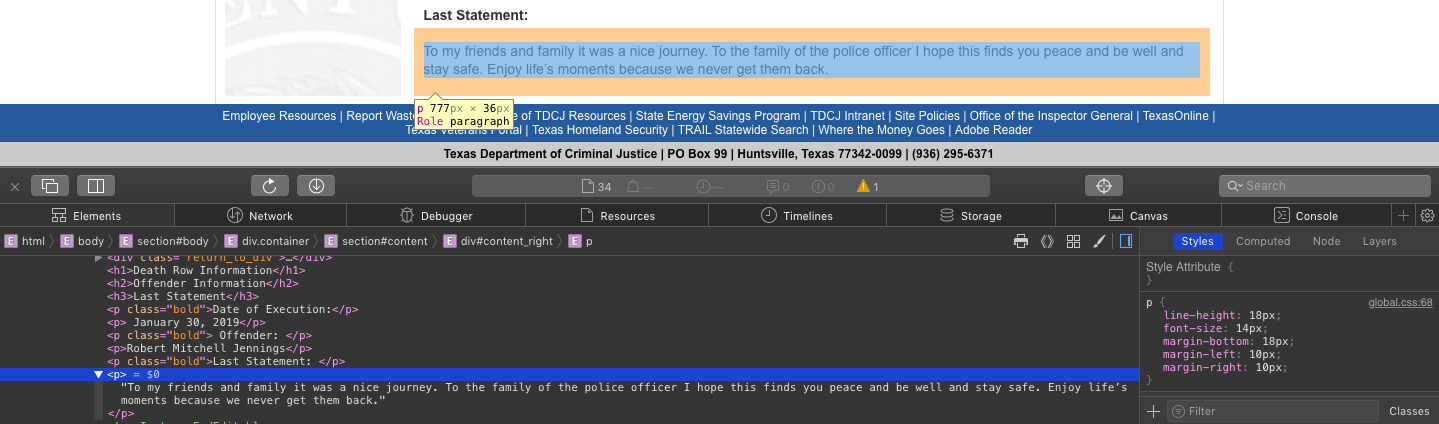 Last Statement:
To my friends and family it was a nice journey. To the family of the police officer I hope this finds you peace and be well and
stay safe. Enjoy life's moments because we never get them back.
p 777px × 36px
Role paragraph
Employee Resources | Report Wast e of TDCJ Resources | State Energy Savings Program | TDCJ Intranet | Site Policies | Office of the Inspector General | TexasOnline |
Texas Veterans Portal | Texas Homeland Security | TRAIL Statewide Search | Where the Money Goes | Adobe Reader
Texas Department of Criminal Justice | PO Box 99 | Huntsville, Texas 77342-0099 | (936) 295-6371
34 — — 0 0 1 Search
Elements Network Debugger Resources Timelines Storage Canvas Console
E html E body E section#body E div.container E section#content E div#content_right E p Styles Computed Node Layers
<div class="return_to_div">…</div>
<h1>Death Row Information</h1>
<h2>Offender Information</h2>
<h3>Last Statement</h3>
<p class="bold">Date of Execution:</p>
<p> January 30, 2019</p>
<p class="bold"> Offender: </p>
<p>Robert Mitchell Jennings</p>
<p class="bold">Last Statement: </p>
<p> = $0
"To my friends and family it was a nice journey. To the family of the police officer I hope this finds you peace and be well and stay safe. Enjoy life's
moments because we never get them back."
</p>
Style Attribute {
}
p { global.css:68
line-height: 18px;
font-size: 14px;
margin-bottom: 18px;
margin-left: 10px;
margin-right: 10px;
}
Filter Classes